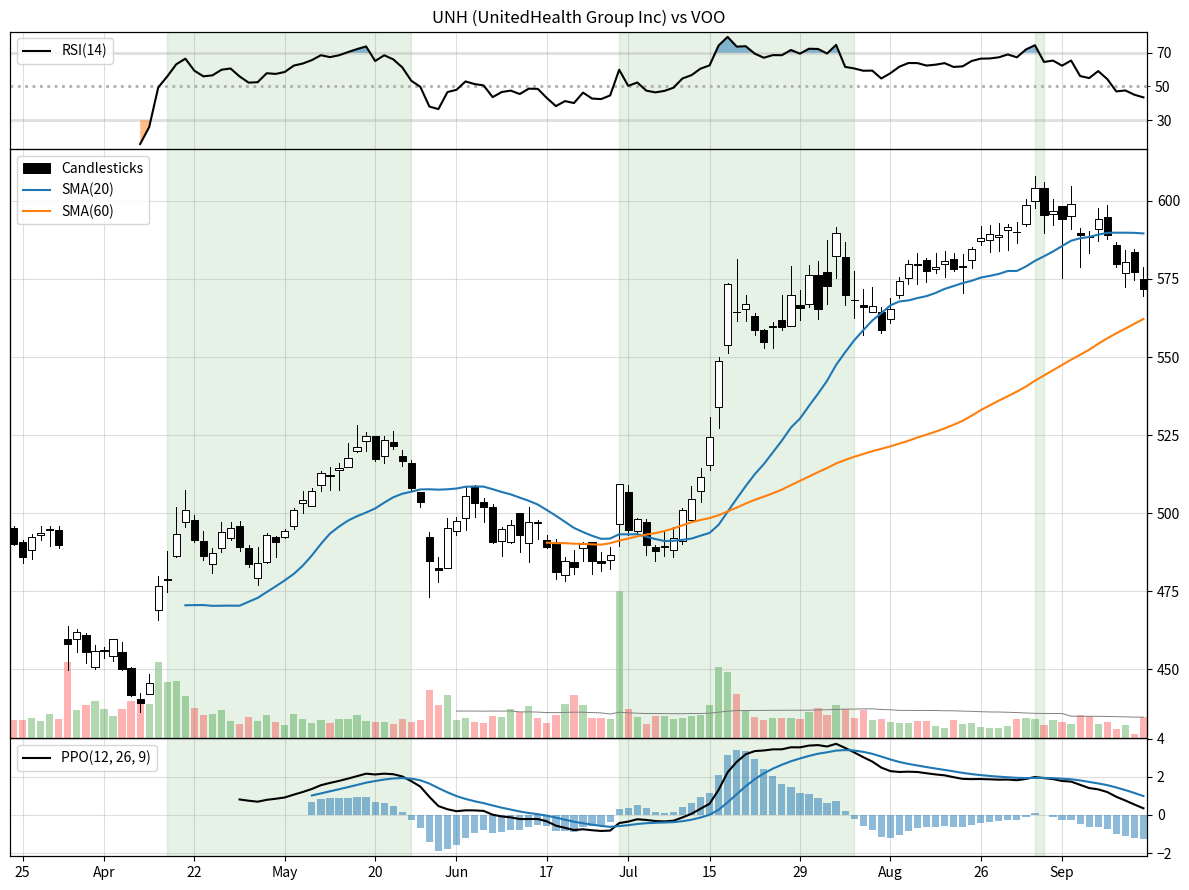 UNH (UnitedHealth Group Inc) vs VOO
RSI(14)
70
50
30
Candlesticks
SMA(20)
SMA(60)
600
575
550
525
500
475
450
PPO(12, 26, 9)
4
2
0
−2
25 Apr 22 May 20 Jun 17 Jul 15 29 Aug 26 Sep